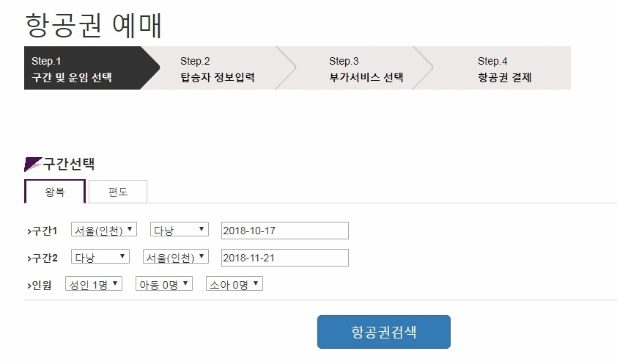 항공권 예매
Step.1 Step.2 Step.3 Step.4
구간 및 운임 선택 탑승자 정보입력 부가서비스 선택 항공권 결제
구간선택
왕복 편도
>구간1 서울(인천) ▼ 다낭 ▼ 2018-10-17
>구간2 다낭 ▼ 서울(인천) ▼ 2018-11-21
>인원 성인 1명 ▼ 아동 0명 ▼ 소아 0명 ▼
항공권검색